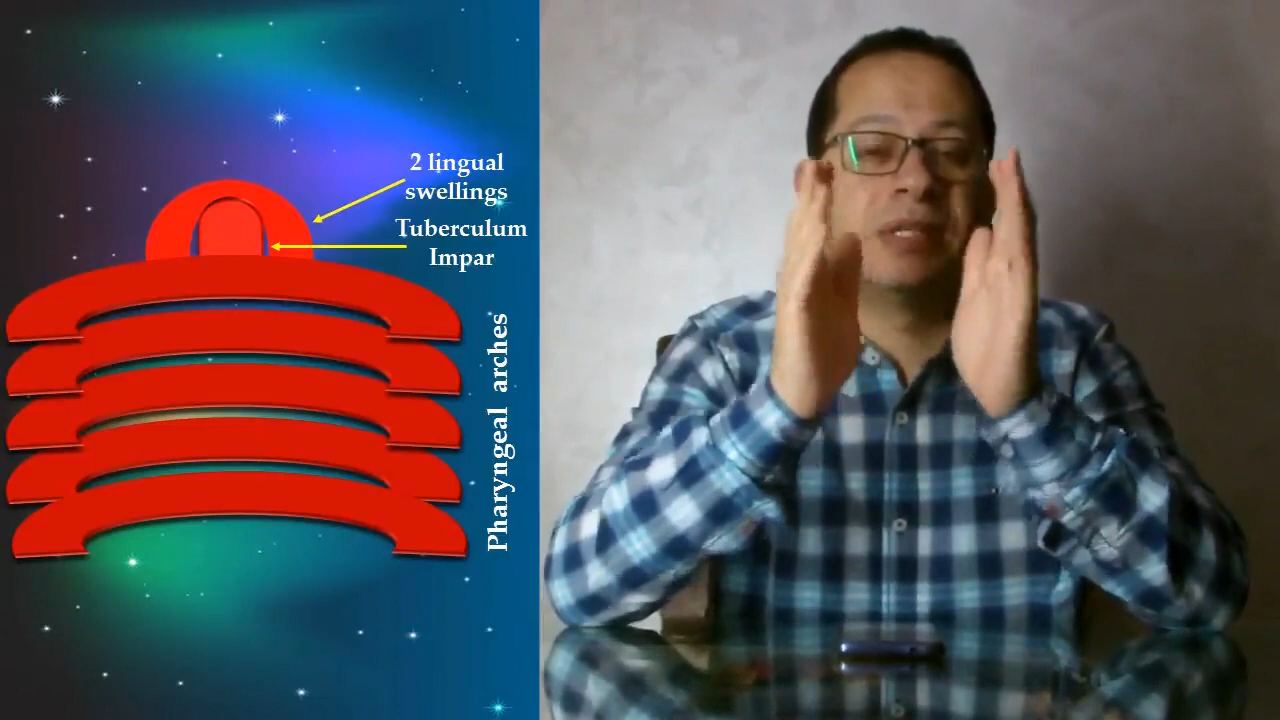 2 lingual
swellings
Tuberculum
Impar
Pharyngeal arches